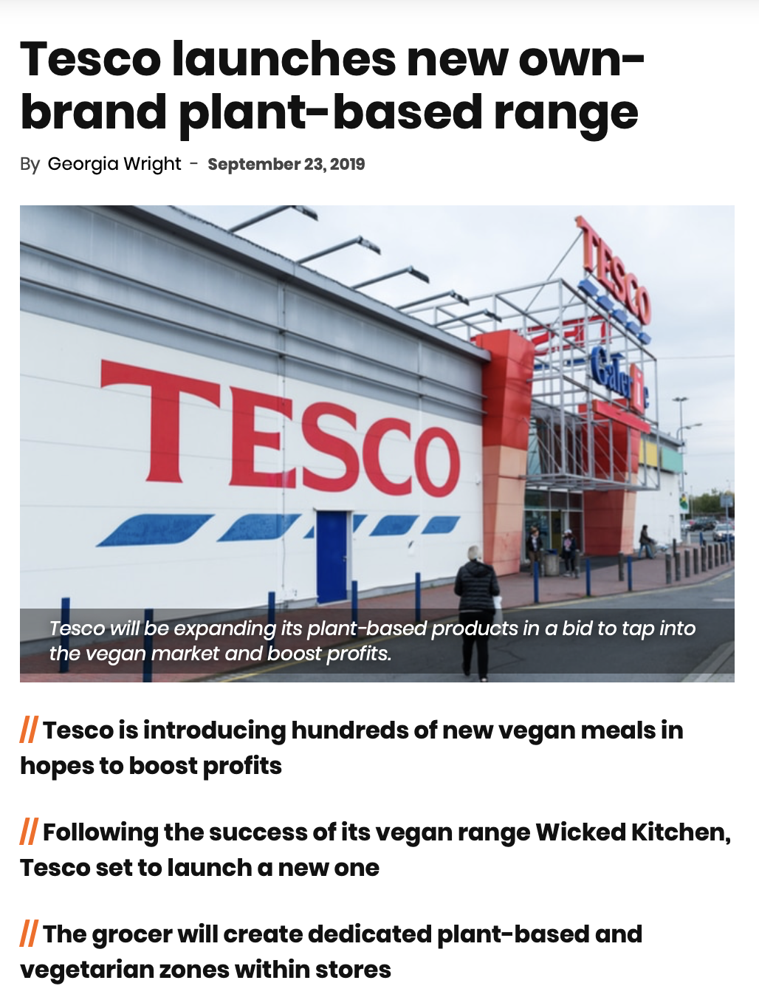 Tesco launches new own-
brand plant-based range
By Georgia Wright - September 23, 2019
TESCO
TESCO
Galerie
Tesco will be expanding its plant-based products in a bid to tap into
the vegan market and boost profits.
// Tesco is introducing hundreds of new vegan meals in
hopes to boost profits
// Following the success of its vegan range Wicked Kitchen,
Tesco set to launch a new one
// The grocer will create dedicated plant-based and
vegetarian zones within stores